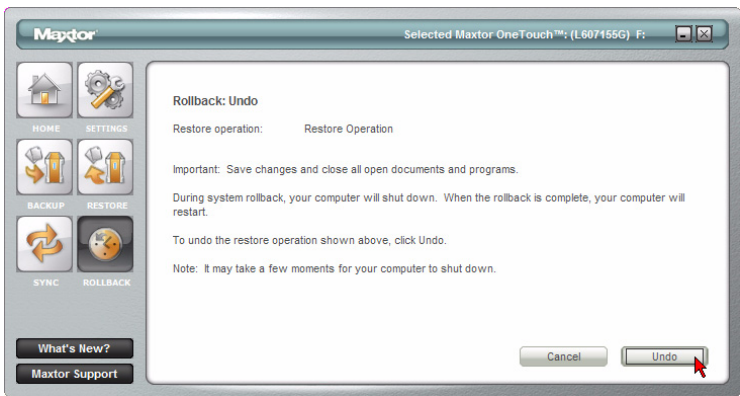 Maxtor
Selected Maxtor OneTouch™: (L607155G) F:
HOME SETTINGS
BACKUP RESTORE
SYNC ROLLBACK
What's New?
Maxtor Support
Rollback: Undo
Restore operation: Restore Operation
Important: Save changes and close all open documents and programs.
During system rollback, your computer will shut down. When the rollback is complete, your computer will
restart.
To undo the restore operation shown above, click Undo.
Note: It may take a few moments for your computer to shut down.
Cancel Undo